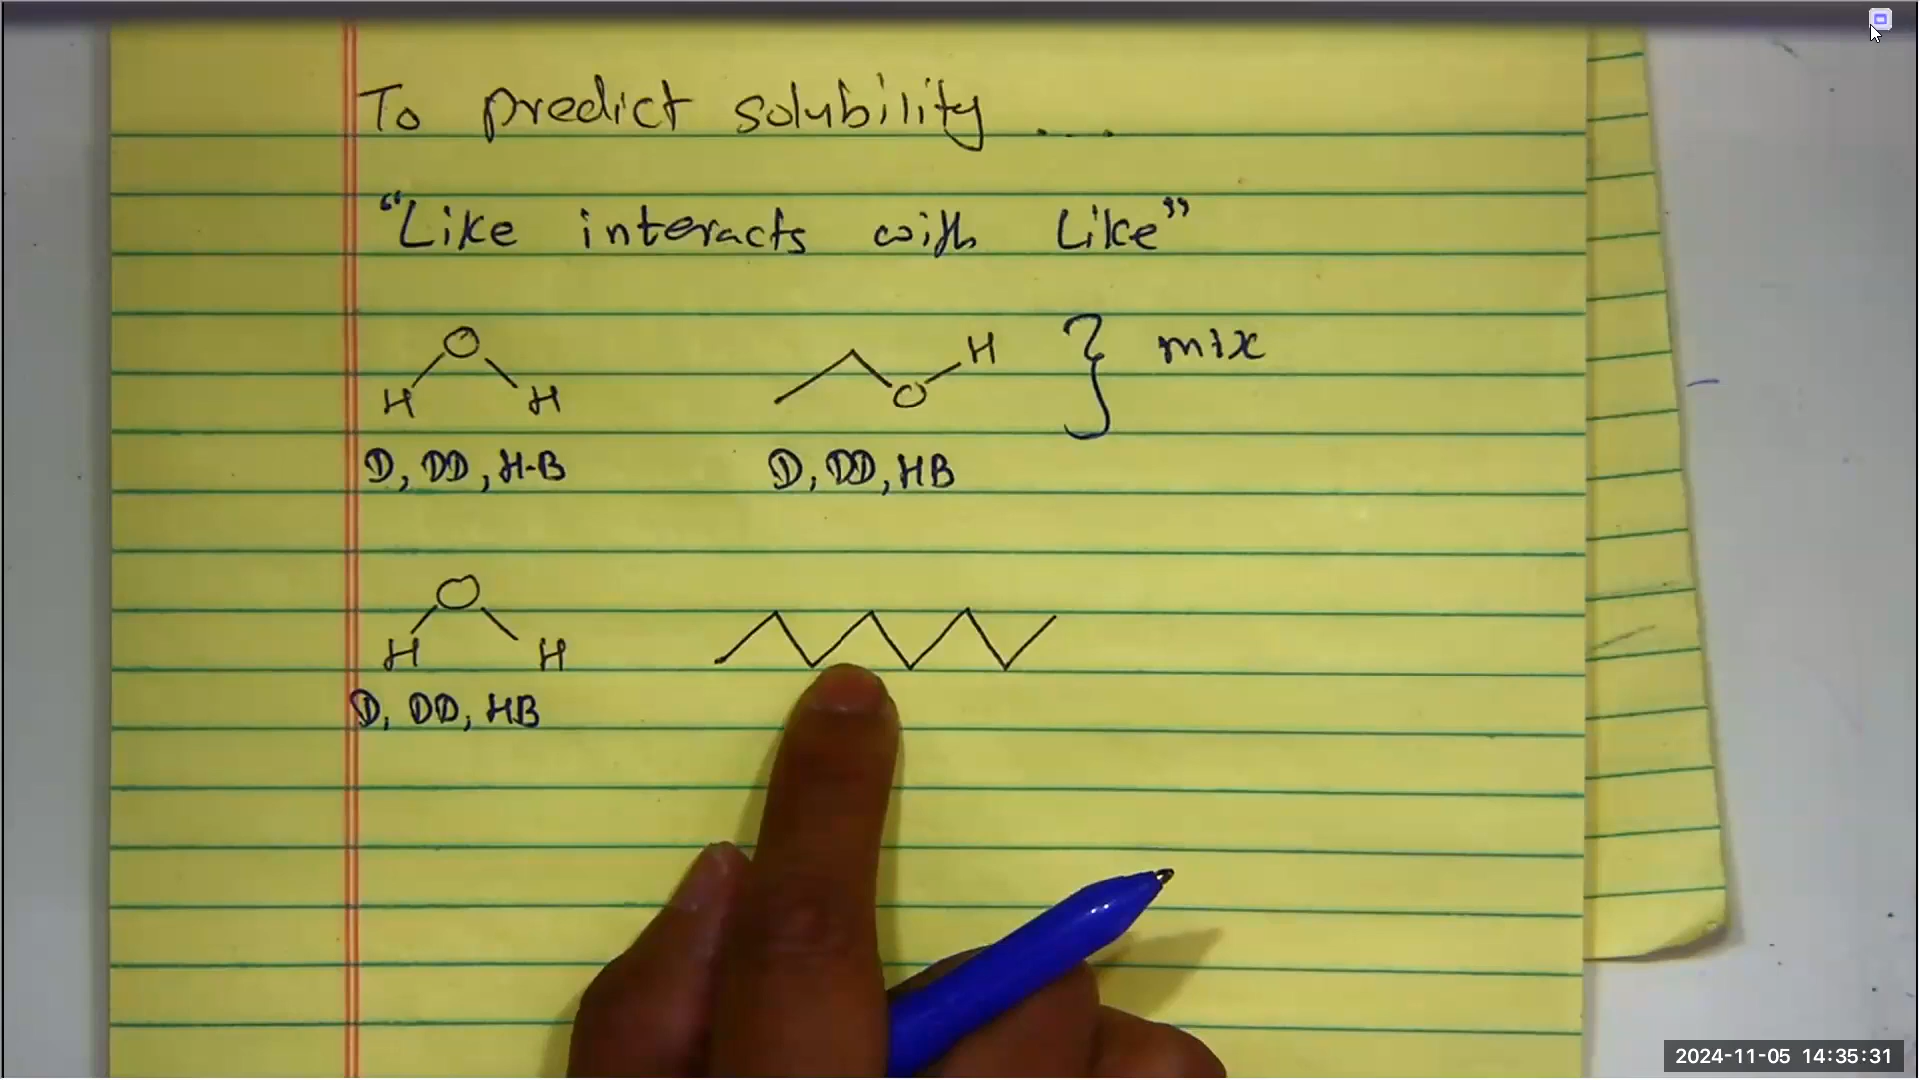 To predict solubility ....
“Like interacts with Like”
O H } mix
H H O
D, DD, H-B D, DD, HB
O
H H
D, DD, HB
2024-11-05 14:35:31